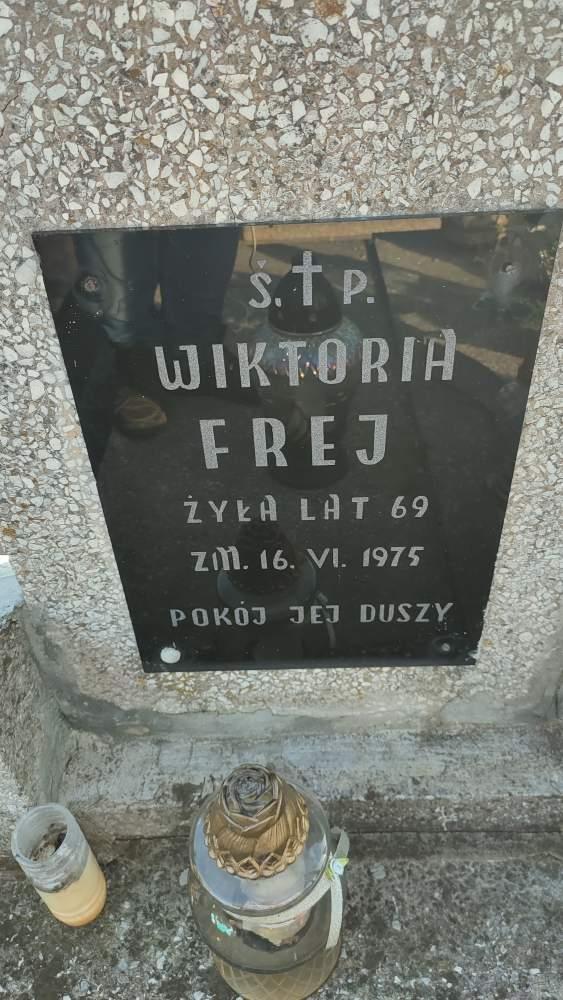 Ś.†P.
WIKTORIA
FREJ
ŻYŁA LAT 69
ZM. 16. VI. 1975
POKÓJ JEJ DUSZY